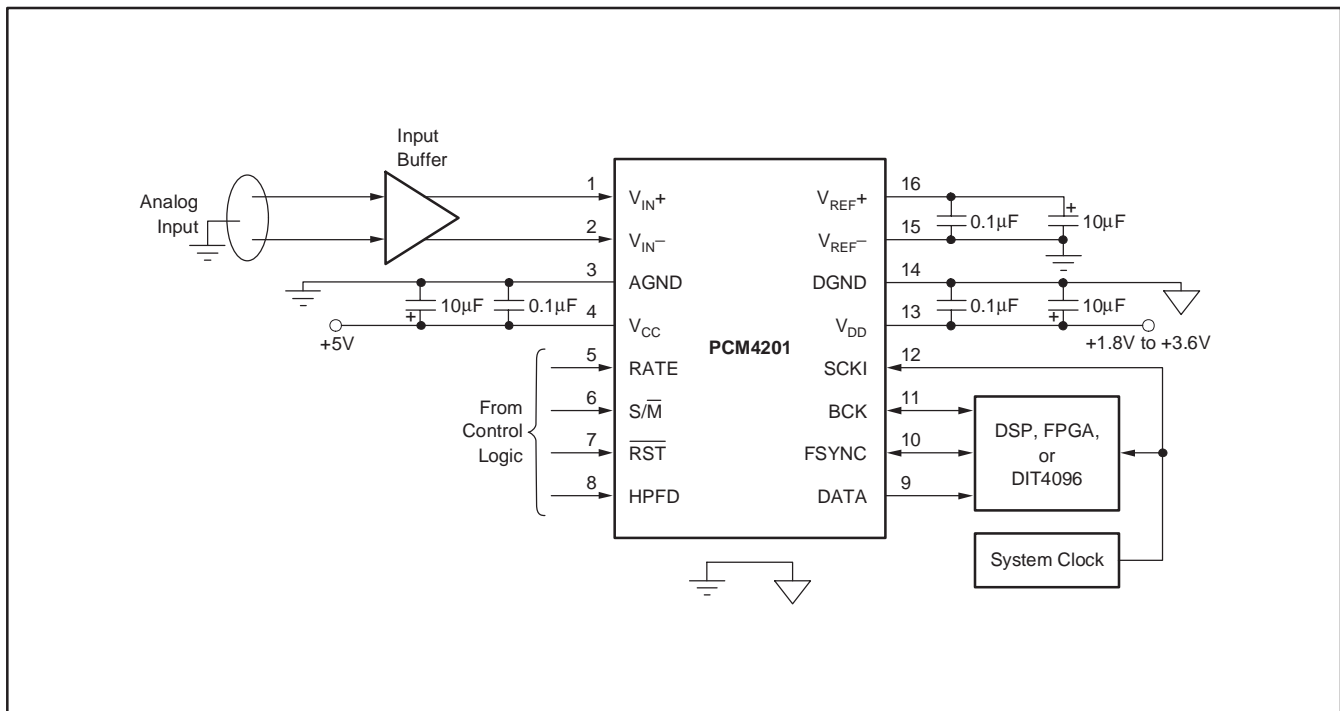 Input
Buffer
Analog
Input
1
V_IN+
2
V_IN−
3
AGND
10μF
0.1μF
4
V_CC
+
+5V
5
RATE
6
S/M̅
7
R̅S̅T̅
8
HPFD
From
Control
Logic
PCM4201
16
V_REF+
+
0.1μF
10μF
15
V_REF−
14
DGND
0.1μF
10μF
13
V_DD
+
+1.8V to +3.6V
12
SCKI
11
BCK
10
FSYNC
9
DATA
DSP, FPGA,
or
DIT4096
System Clock